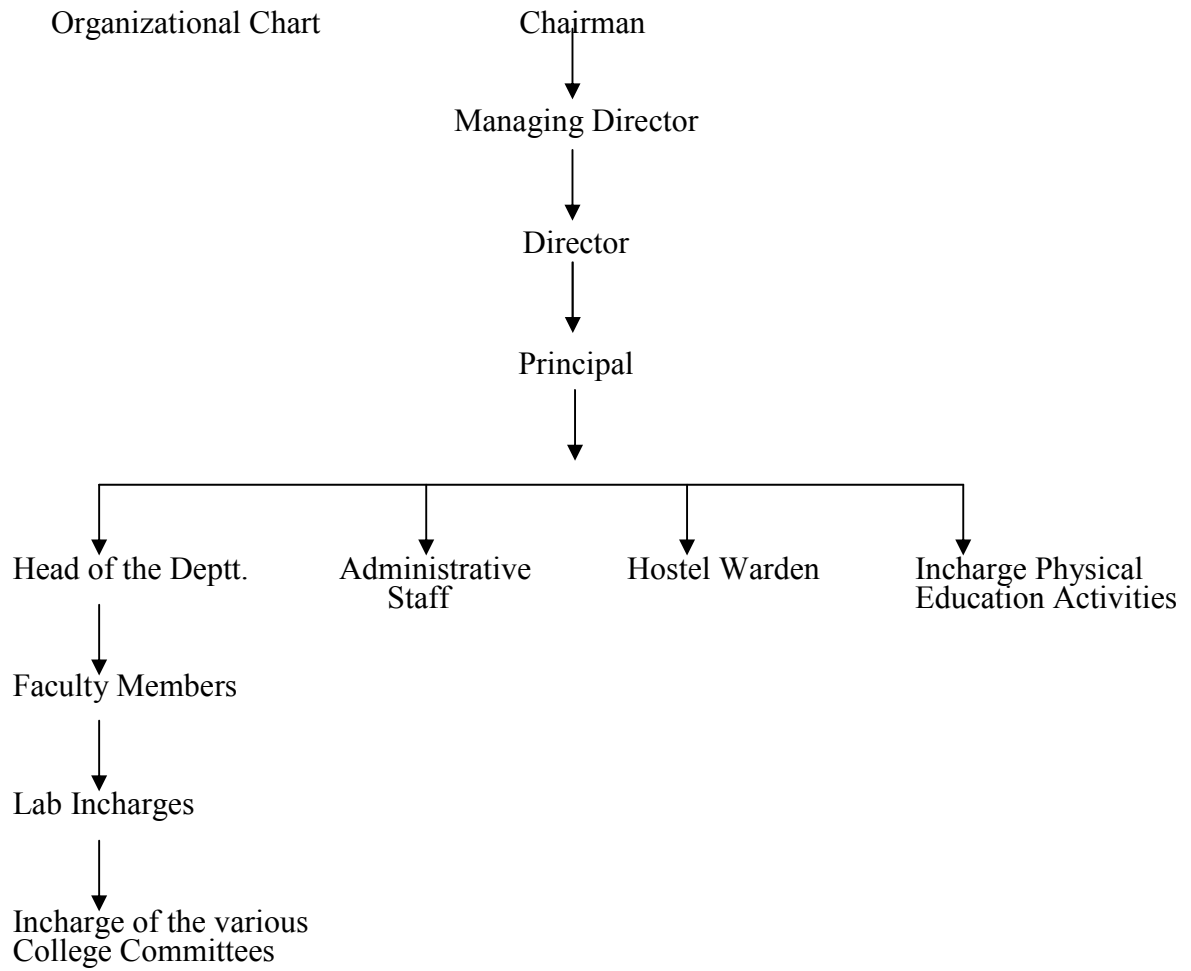 Organizational Chart
Chairman
Managing Director
Director
Principal
Head of the Deptt.
Administrative
Staff
Hostel Warden
Incharge Physical
Education Activities
Faculty Members
Lab Incharges
Incharge of the various
College Committees